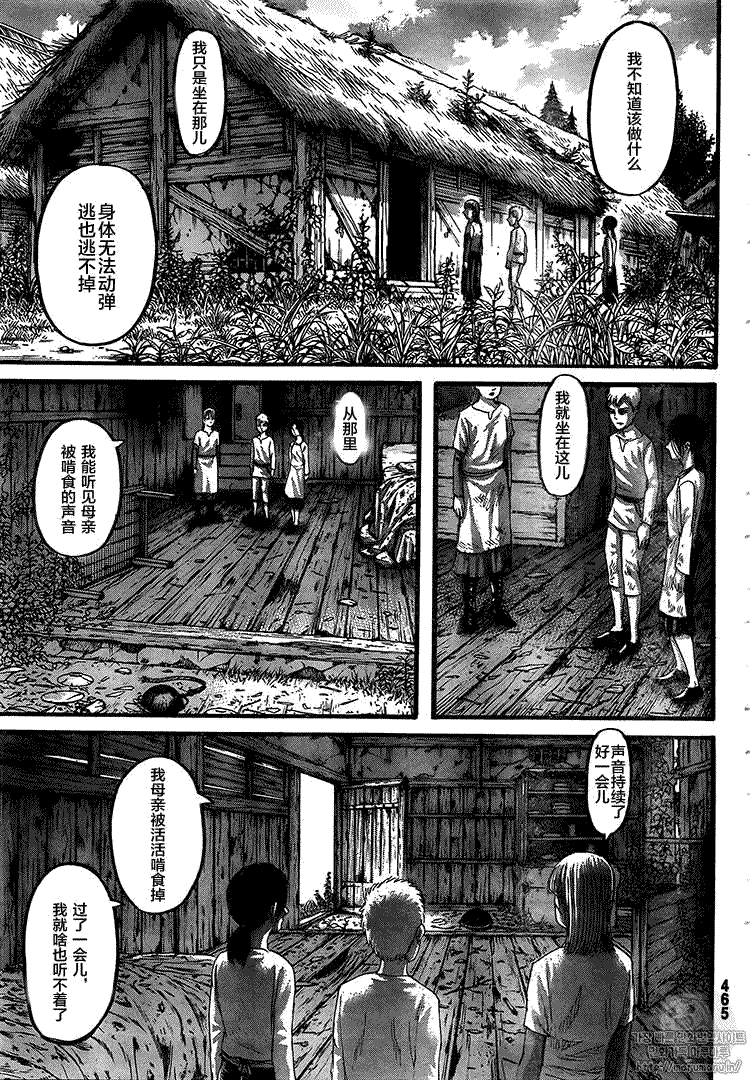 我不知道该做什么
我只是坐在那儿
身体无法动弹
逃也逃不掉
我就坐在这儿
从那里
我能听见母亲
被啃食的声音
声音持续了
好一会儿
我母亲被活活啃食掉
过了一会儿,
我就啥也听不着了
465
http://marumaru.tv/